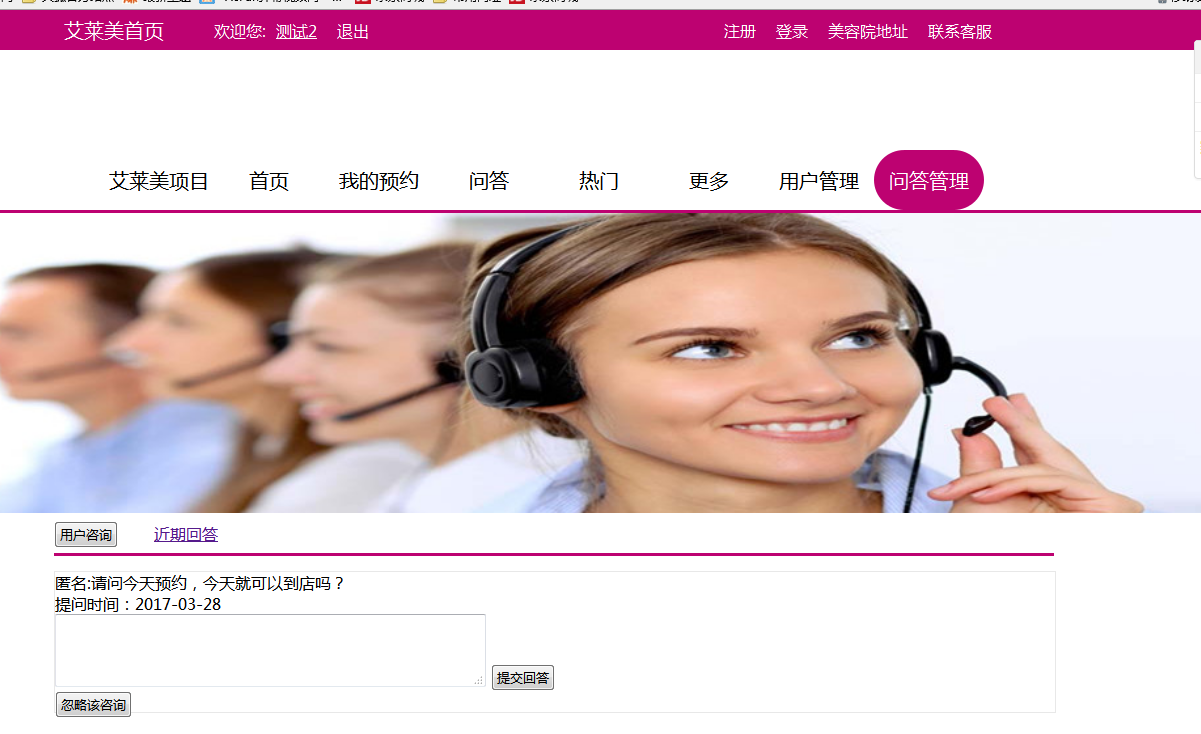 艾莱美首页 欢迎您: 测试2 退出 注册 登录 美容院地址 联系客服
艾莱美项目 首页 我的预约 问答 热门 更多 用户管理 问答管理
用户咨询 近期回答
匿名:请问今天预约，今天就可以到店吗？
提问时间：2017-03-28
提交回答
忽略该咨询